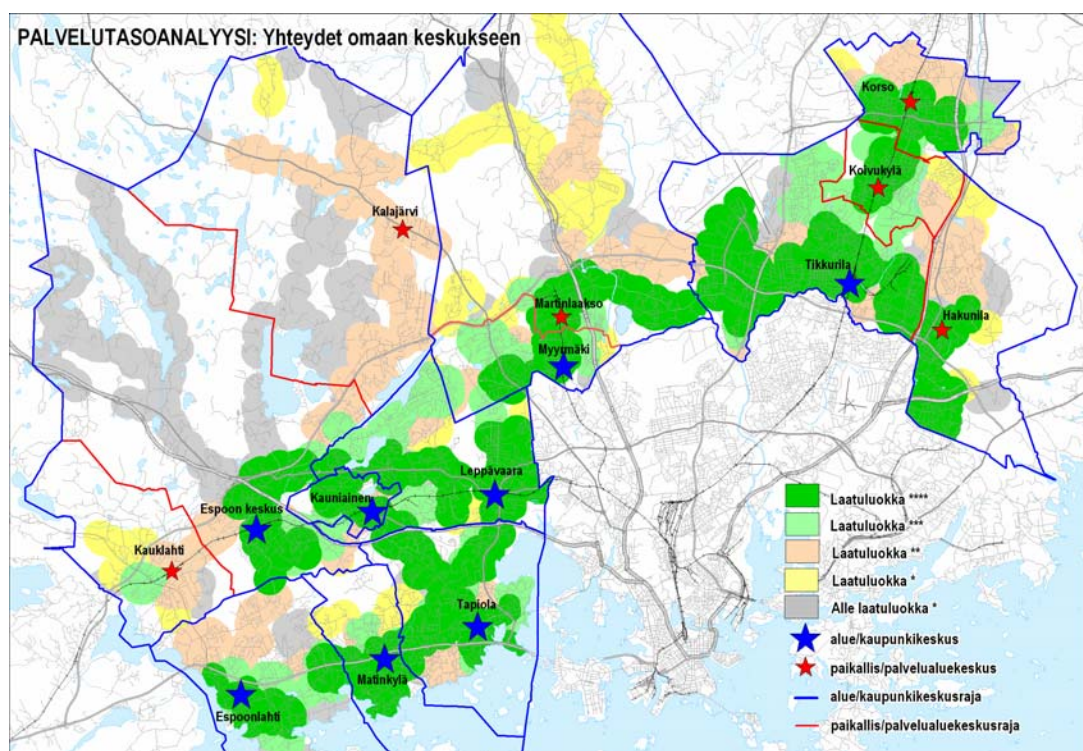 PALVELUTASOANALYYSI: Yhteydet omaan keskukseen
Korso
Koivukylä
Kalajärvi
Tikkurila
Martinlaakso
Hakunila
Myyrmäki
Leppävaara
Kauniainen
Espoon keskus
Kauklahti
Tapiola
Matinkylä
Espoonlahti
Laatuluokka ****
Laatuluokka ***
Laatuluokka **
Laatuluokka *
Alle laatuluokka *
alue/kaupunkikeskus
paikallis/palvelualuekeskus
alue/kaupunkikeskusraja
paikallis/palvelualuekeskusraja